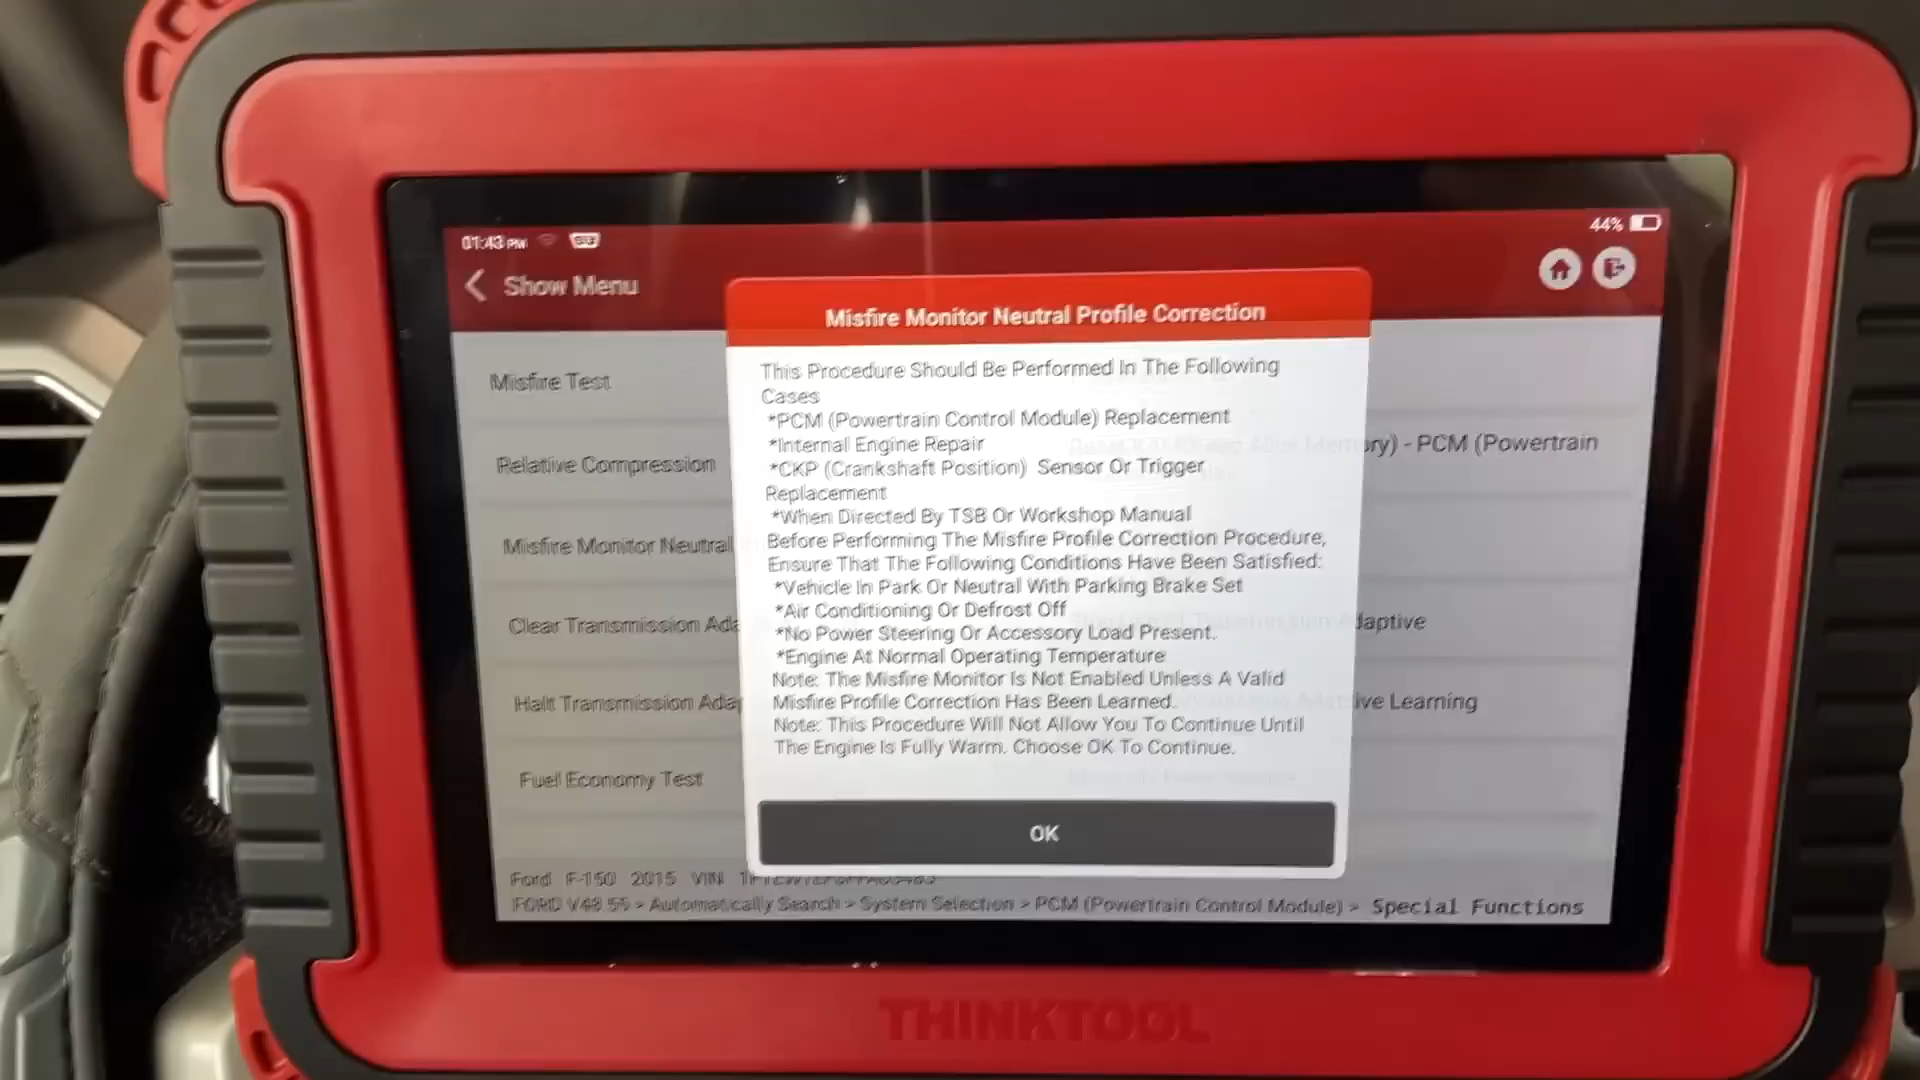 01:43 PM
44%
Show Menu
Misfire Monitor Neutral Profile Correction
This Procedure Should Be Performed In The Following
Cases
*PCM (Powertrain Control Module) Replacement
*Internal Engine Repair
*CKP (Crankshaft Position) Sensor Or Trigger
Replacement
*When Directed By TSB Or Workshop Manual
Before Performing The Misfire Profile Correction Procedure,
Ensure That The Following Conditions Have Been Satisfied:
*Vehicle In Park Or Neutral With Parking Brake Set
*Air Conditioning Or Defrost Off
*No Power Steering Or Accessory Load Present.
*Engine At Normal Operating Temperature
Note: The Misfire Monitor Is Not Enabled Unless A Valid
Misfire Profile Correction Has Been Learned.
Note: This Procedure Will Not Allow You To Continue Until
The Engine Is Fully Warm. Choose OK To Continue.
OK
Misfire Test
Relative Compression
ry) - PCM (Powertrain
Misfire Monitor Neutral
Clear Transmission Ada
daptive
Halt Transmission Adap
ive Learning
Fuel Economy Test
Ford F-150 2015 VIN
FORD V48.55 > Automatically Search > System Selection > PCM (Powertrain Control Module) > Special Functions
THINKTOOL